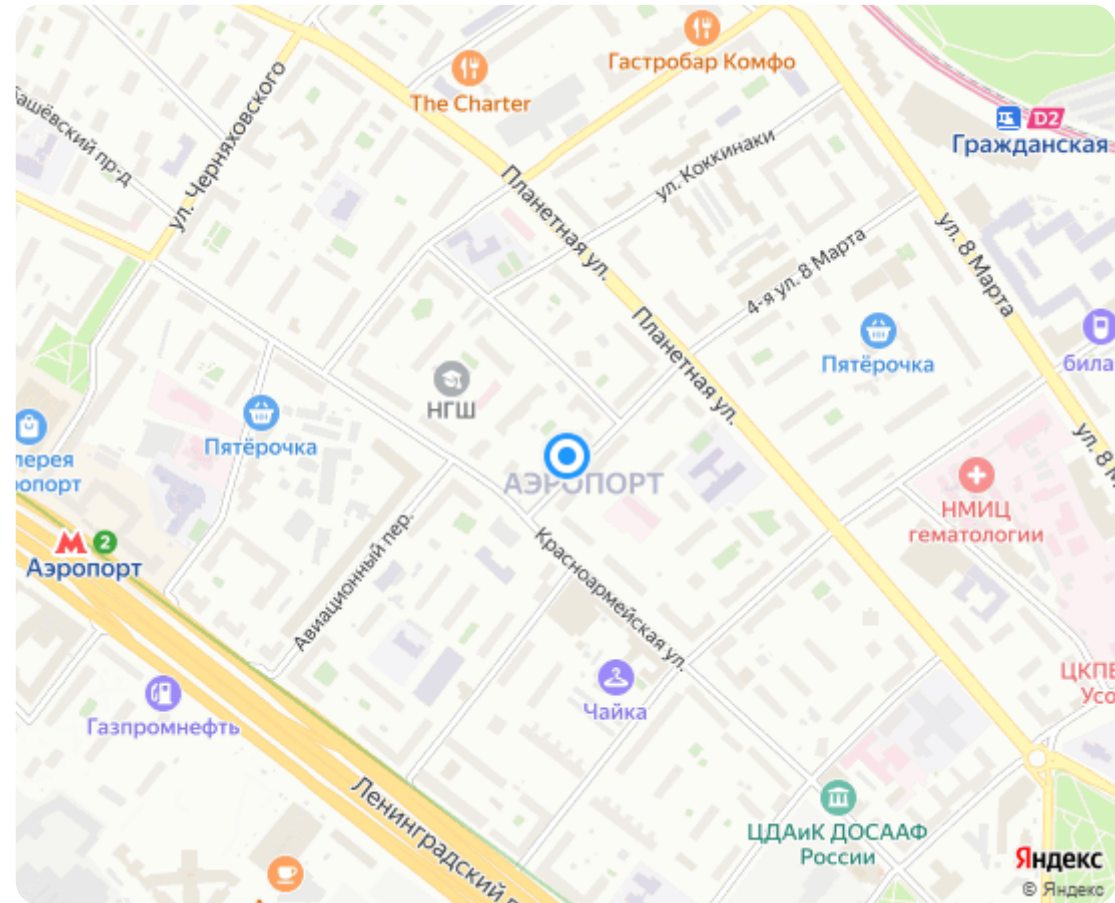 Гастробар Комфо
The Charter
D2
Гражданская
ул. Черняховского
ул. Коккинаки
Планетная ул.
ул. 8 Марта
4-я ул. 8 Марта
Планетная ул.
Пятёрочка
НГШ
Пятёрочка
ул. 8 М
АЭРОПОРТ
НМИЦ
гематологии
М 2
Аэропорт
Авиационный пер.
Красноармейская ул.
Чайка
Газпромнефть
Ленинградский
ЦДАиК ДОСААФ
России
Яндекс
© Яндекс